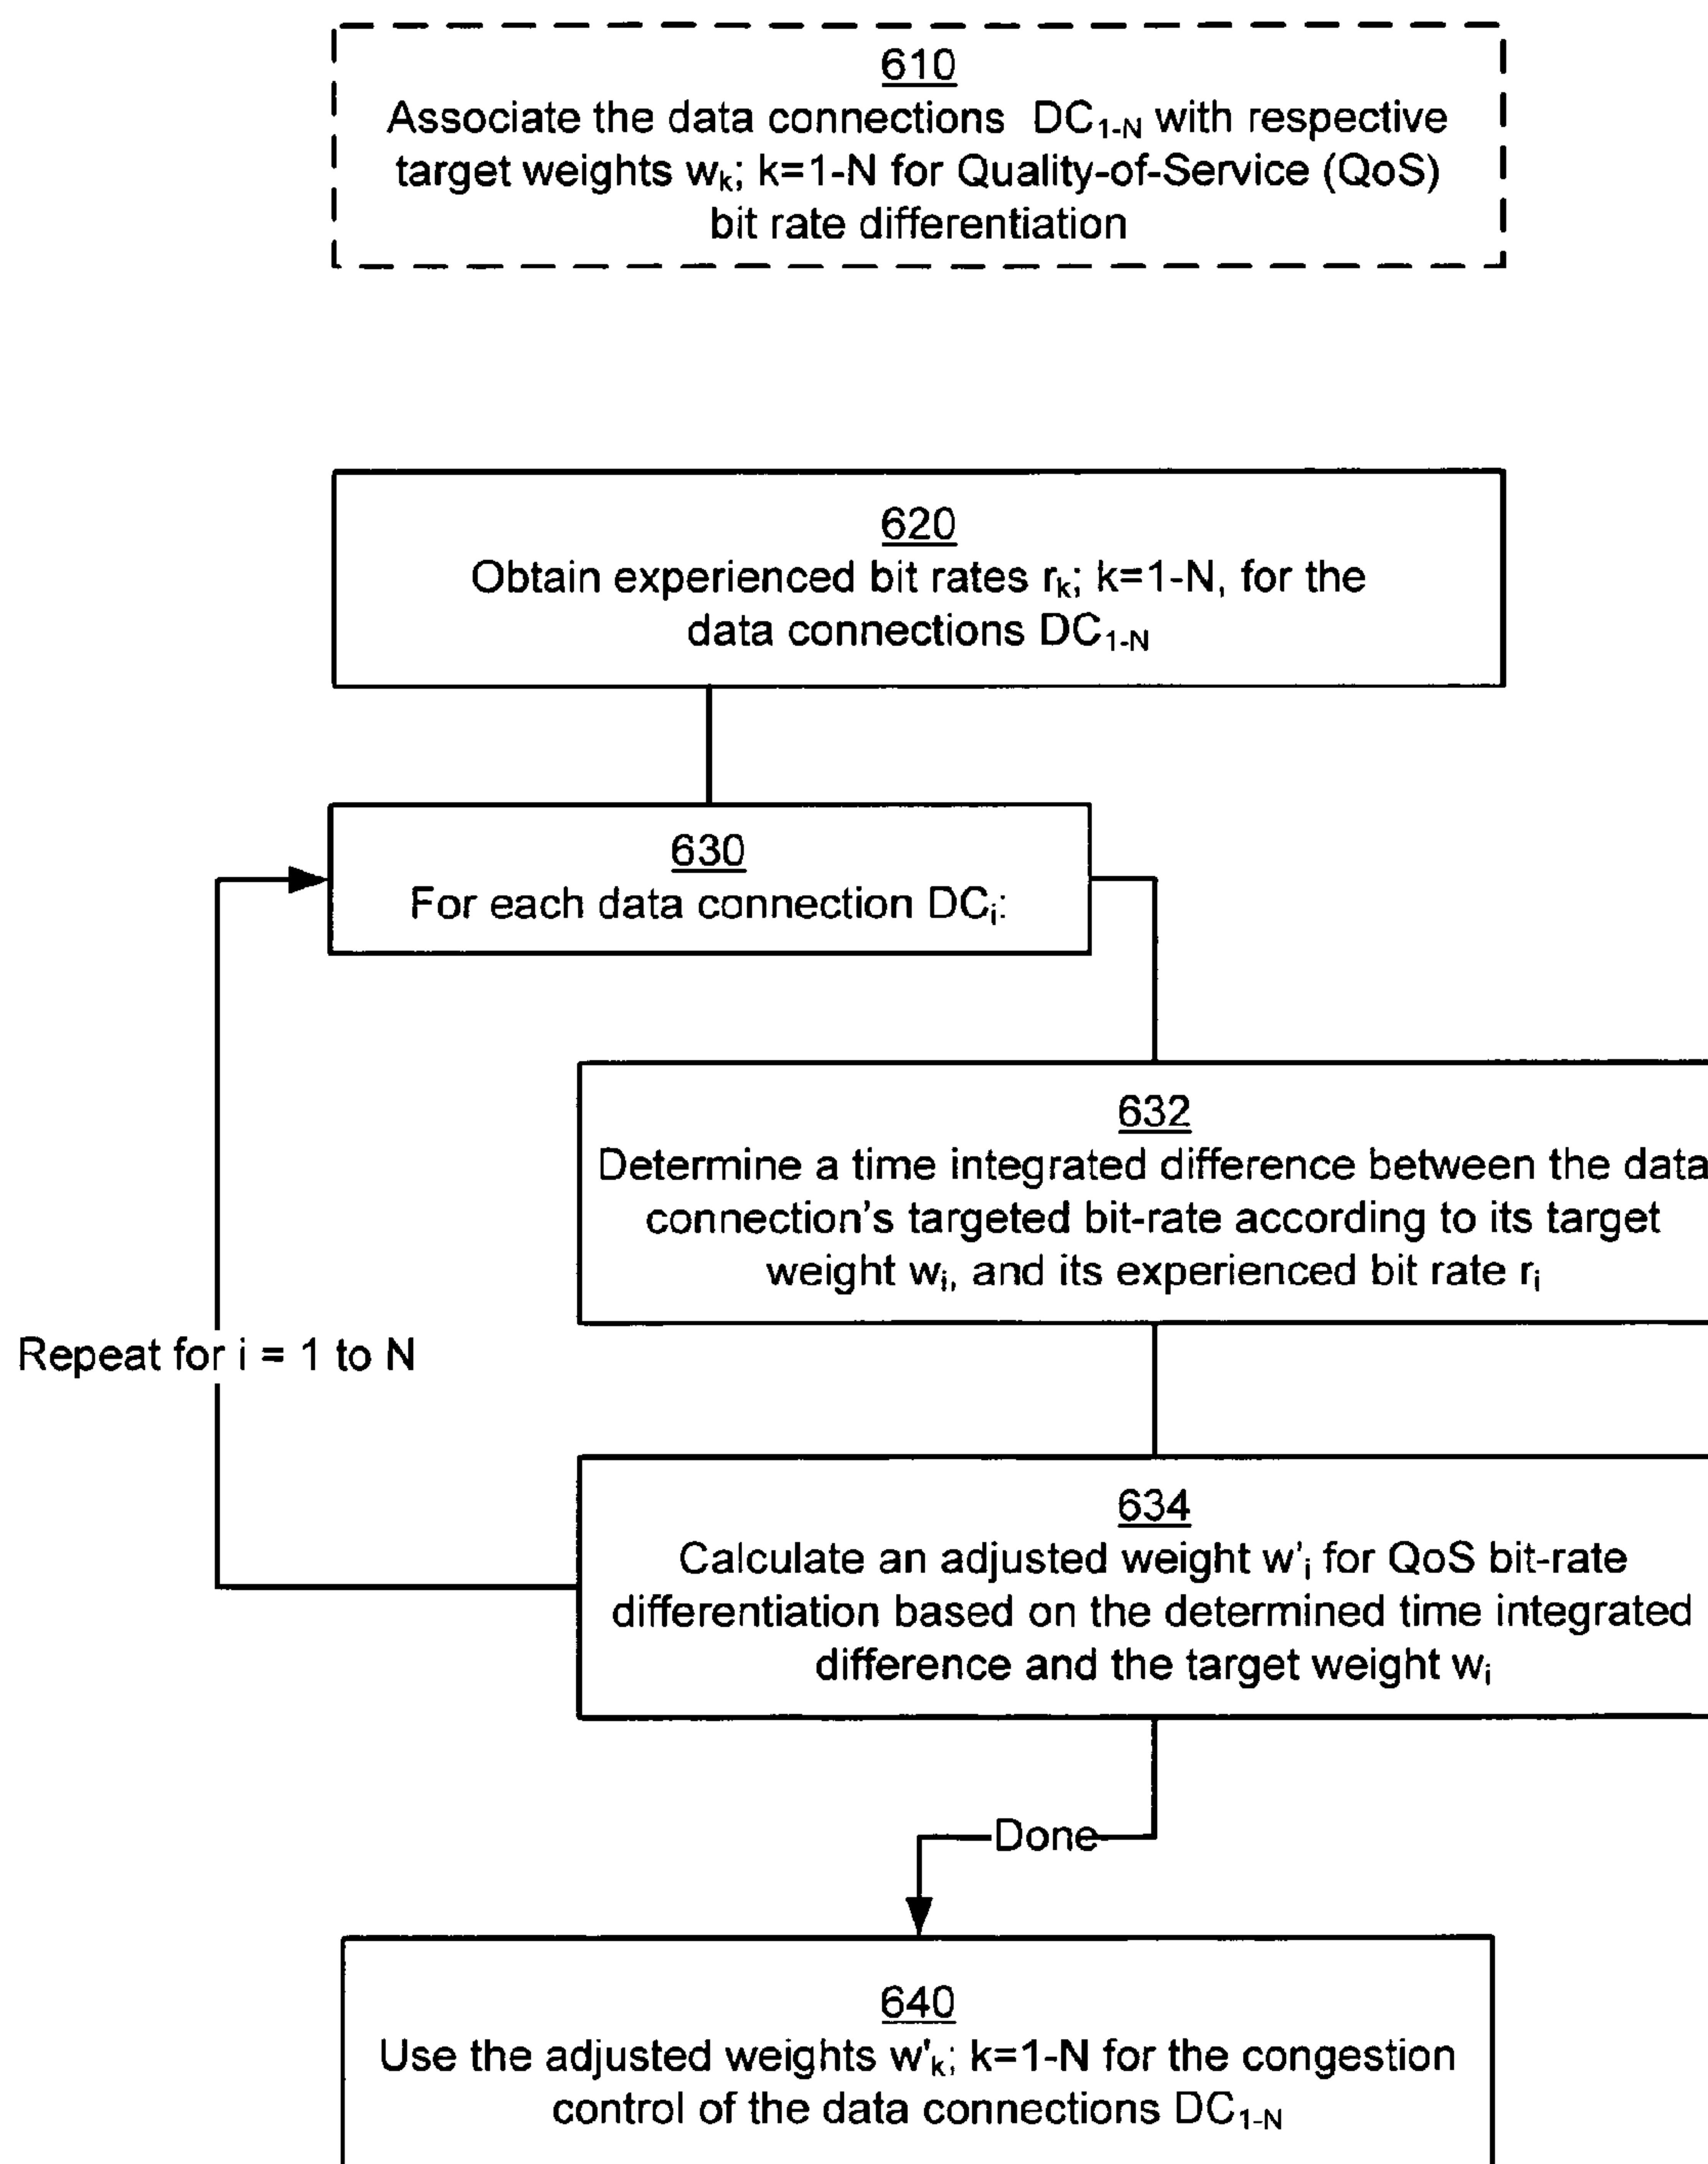 610
Associate the data connections DC1-N with respective
target weights wk; k=1-N for Quality-of-Service (QoS)
bit rate differentiation
620
Obtain experienced bit rates rk; k=1-N, for the
data connections DC1-N
630
For each data connection DCi:
632
Determine a time integrated difference between the data
connection's targeted bit-rate according to its target
weight wi, and its experienced bit rate ri
Repeat for i = 1 to N
634
Calculate an adjusted weight w'i for QoS bit-rate
differentiation based on the determined time integrated
difference and the target weight wi
Done
640
Use the adjusted weights w'k; k=1-N for the congestion
control of the data connections DC1-N